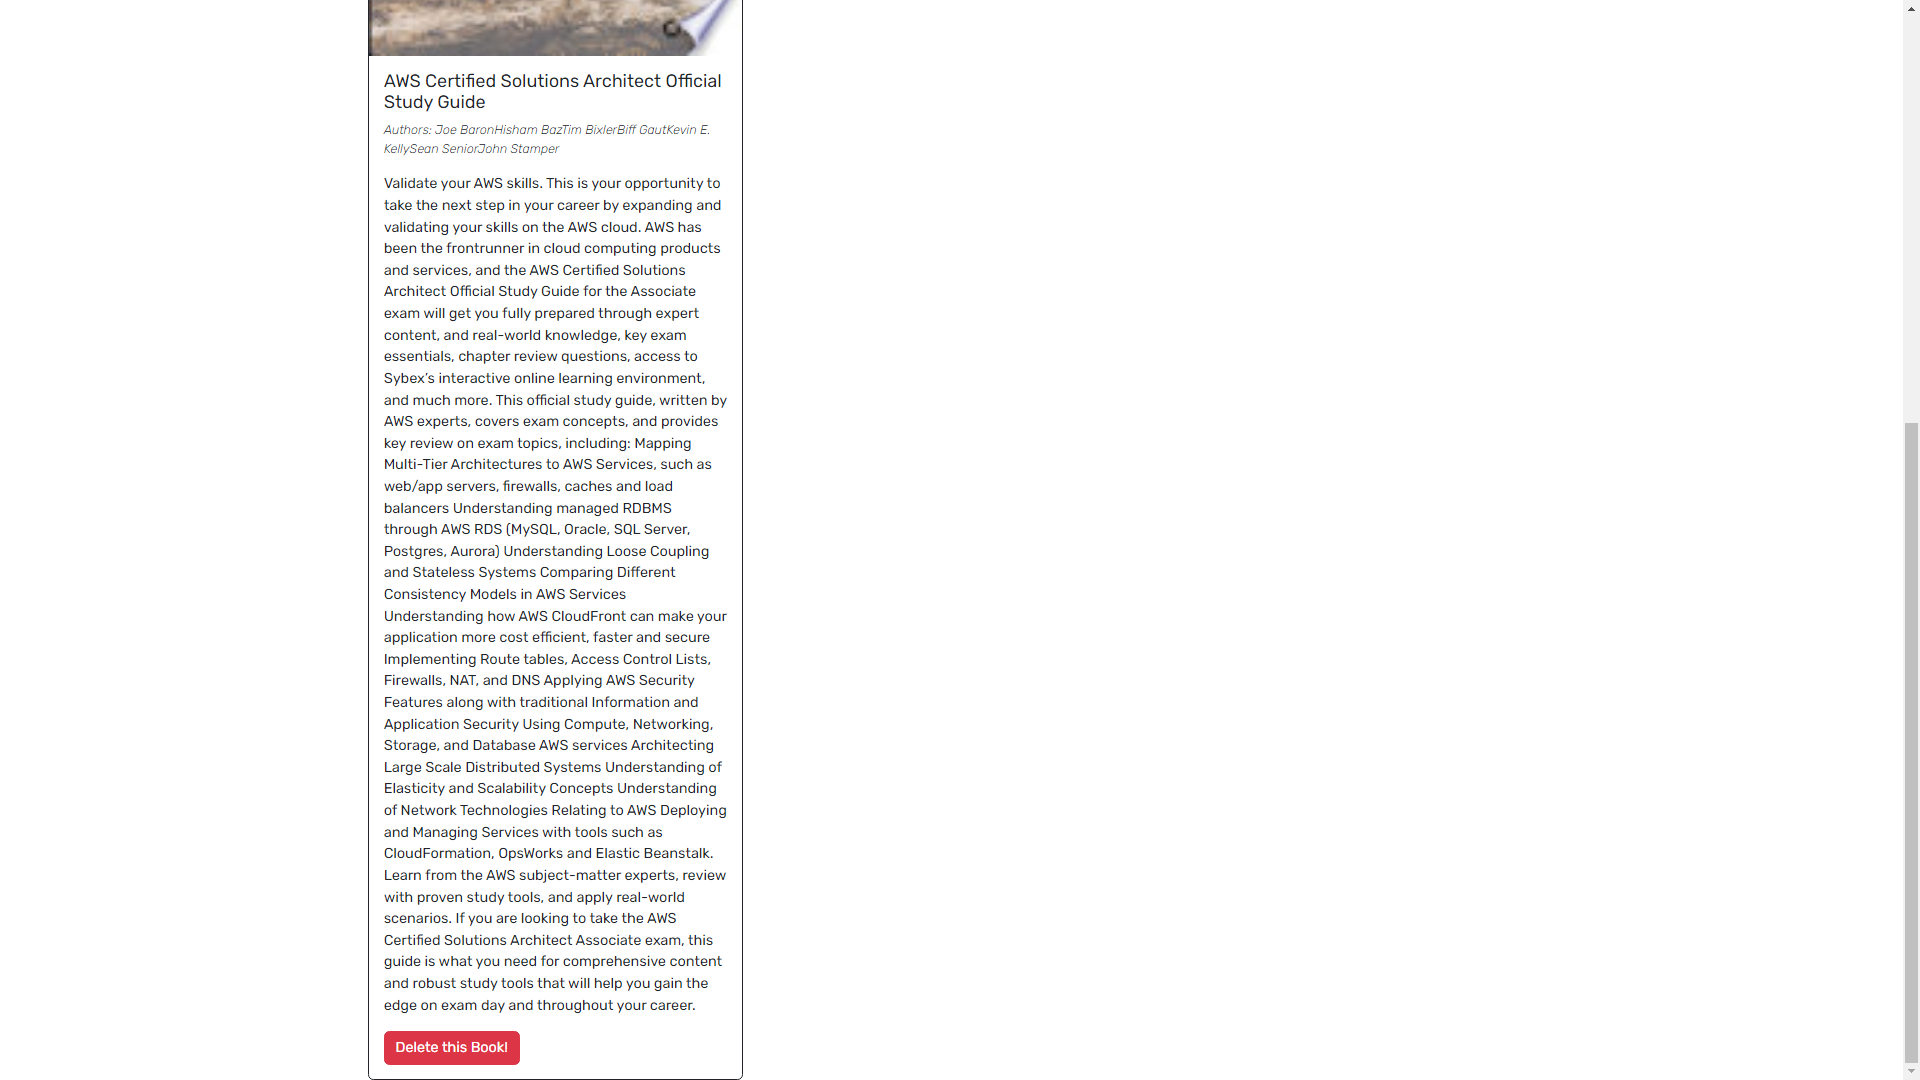 AWS Certified Solutions Architect Official
Study Guide
Authors: Joe BaronHisham BazTim BixlerBiff GautKevin E.
KellySean SeniorJohn Stamper
Validate your AWS skills. This is your opportunity to
take the next step in your career by expanding and
validating your skills on the AWS cloud. AWS has
been the frontrunner in cloud computing products
and services, and the AWS Certified Solutions
Architect Official Study Guide for the Associate
exam will get you fully prepared through expert
content, and real-world knowledge, key exam
essentials, chapter review questions, access to
Sybex’s interactive online learning environment,
and much more. This official study guide, written by
AWS experts, covers exam concepts, and provides
key review on exam topics, including: Mapping
Multi-Tier Architectures to AWS Services, such as
web/app servers, firewalls, caches and load
balancers Understanding managed RDBMS
through AWS RDS (MySQL, Oracle, SQL Server,
Postgres, Aurora) Understanding Loose Coupling
and Stateless Systems Comparing Different
Consistency Models in AWS Services
Understanding how AWS CloudFront can make your
application more cost efficient, faster and secure
Implementing Route tables, Access Control Lists,
Firewalls, NAT, and DNS Applying AWS Security
Features along with traditional Information and
Application Security Using Compute, Networking,
Storage, and Database AWS services Architecting
Large Scale Distributed Systems Understanding of
Elasticity and Scalability Concepts Understanding
of Network Technologies Relating to AWS Deploying
and Managing Services with tools such as
CloudFormation, OpsWorks and Elastic Beanstalk.
Learn from the AWS subject-matter experts, review
with proven study tools, and apply real-world
scenarios. If you are looking to take the AWS
Certified Solutions Architect Associate exam, this
guide is what you need for comprehensive content
and robust study tools that will help you gain the
edge on exam day and throughout your career.
Delete this Book!